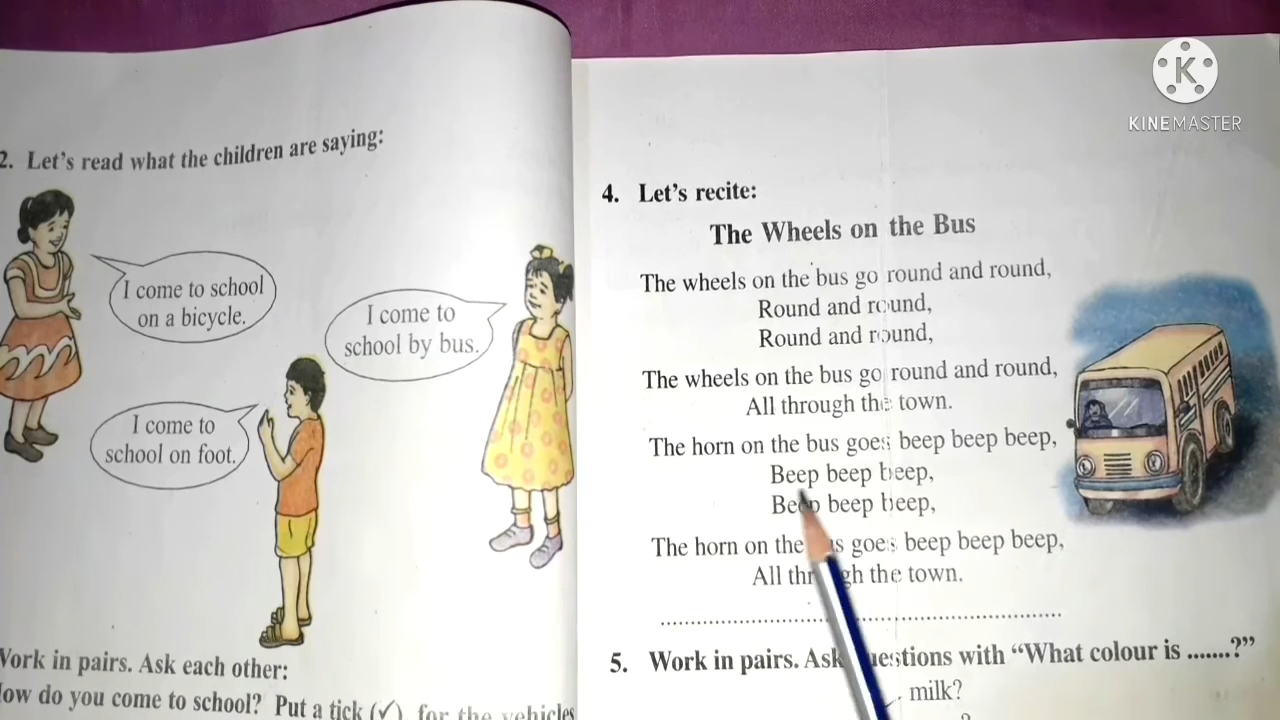 2. Let's read what the children are saying:
I come to school
on a bicycle.
I come to
school by bus.
I come to
school on foot.
Work in pairs. Ask each other:
How do you come to school? Put a tick (✓) for the vehicles
4. Let's recite:
The Wheels on the Bus
The wheels on the bus go round and round,
Round and round,
Round and round,
The wheels on the bus go round and round,
All through the town.
The horn on the bus goes beep beep beep,
Beep beep beep,
Beep beep beep,
The horn on the bus goes beep beep beep,
All through the town.
5. Work in pairs. Ask questions with “What colour is .......?”
milk?
KINEMASTER